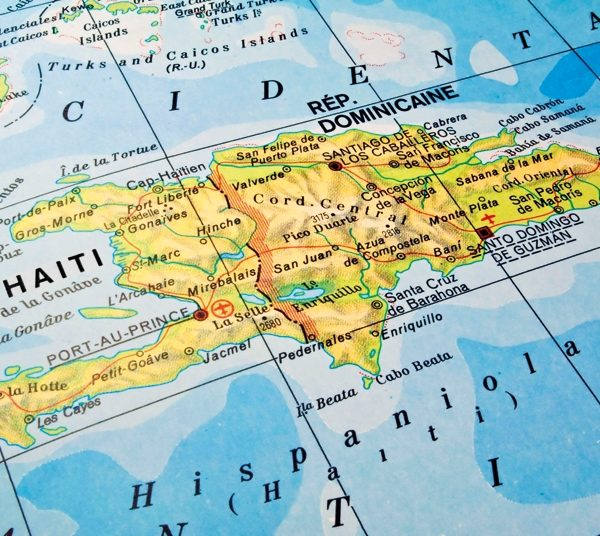 Kew
Caicos
Islands
East Caicos
Grand Turk
Turks Is
Turks and Caicos Islands
(R.-U.)
C I D E N T A
RÉP.
DOMINICAINE
Î. de la Tortue
San Felipe de
Puerto Plata
SANTIAGO DE
LOS CABALLEROS
Cabrera
San Francisco
de Macorís
Cabo Cabrón
Cabo Samaná
Bahía de Samaná
Port-de-Paix
Cap-Haïtien
Port Liberté
Valverde
Concepción
de la Vega
Sabana de la Mar
Cord. Oriental
Gros-Morne
La Citadelle
Gonaïves
Hinche
Cord. Central
3175
Pico Duarte
Monte
Plata
San Pedro
de Macorís
St-Marc
San Juan
Azua de
Compostela
Baní
SANTO DOMINGO
DE GUZMÁN
HAITI
de la Gonâve
la Gonâve
L'Arcahaie
Mirebalais
Enriquillo
Santa Cruz
de Barahona
PORT-AU-PRINCE
La Selle
2680
Petit-Goâve
Jacmel
Pedernales
Enriquillo
la Hotte
Les Cayes
Isla Beata
Cabo Beata
Hispaniola
(Haïti)
N T I